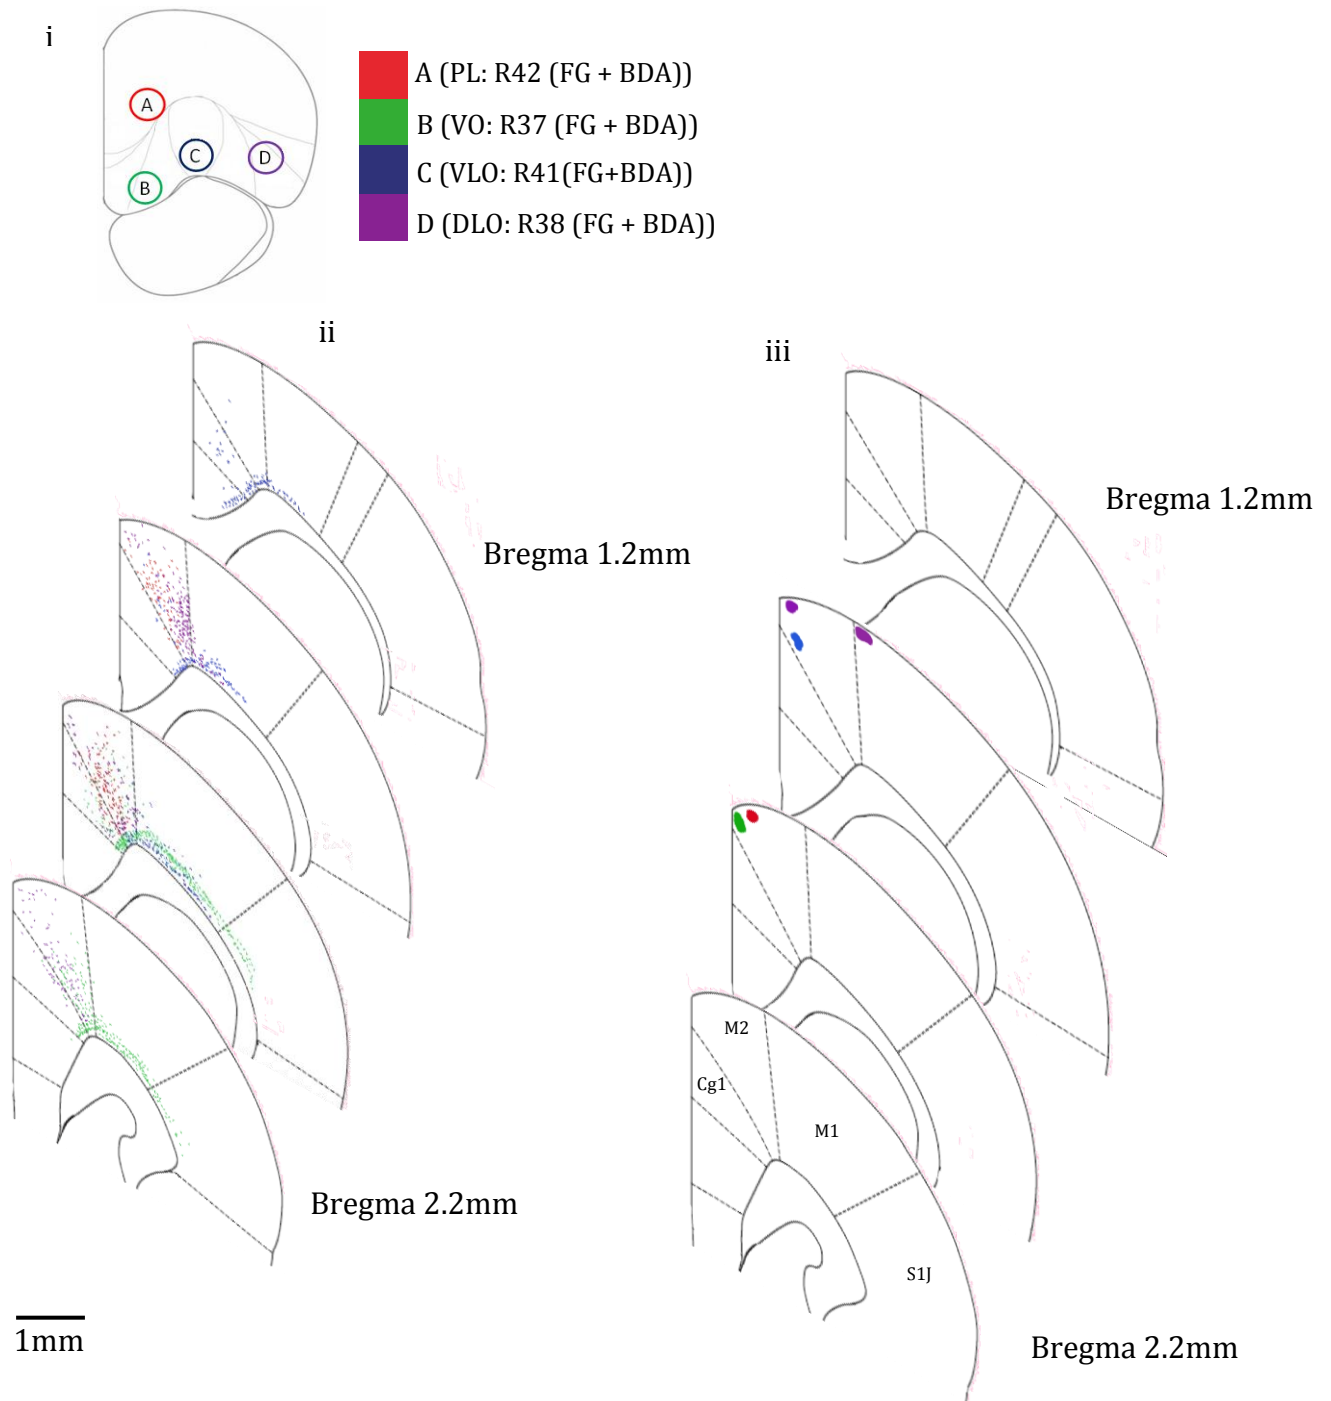 i
A (PL: R42 (FG + BDA))
B (VO: R37 (FG + BDA))
C (VLO: R41(FG+BDA))
D (DLO: R38 (FG + BDA))
A
B
C
D
ii
Bregma 1.2mm
Bregma 2.2mm
1mm
iii
Bregma 1.2mm
M2
Cg1
M1
S1J
Bregma 2.2mm